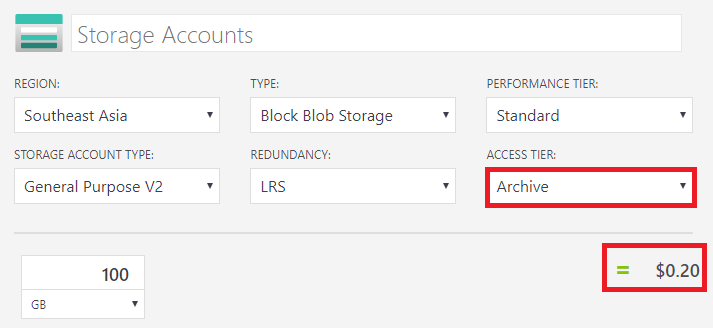 Storage Accounts
REGION: TYPE: PERFORMANCE TIER:
Southeast Asia Block Blob Storage Standard
STORAGE ACCOUNT TYPE: REDUNDANCY: ACCESS TIER:
General Purpose V2 LRS Archive
100 = $0.20
GB